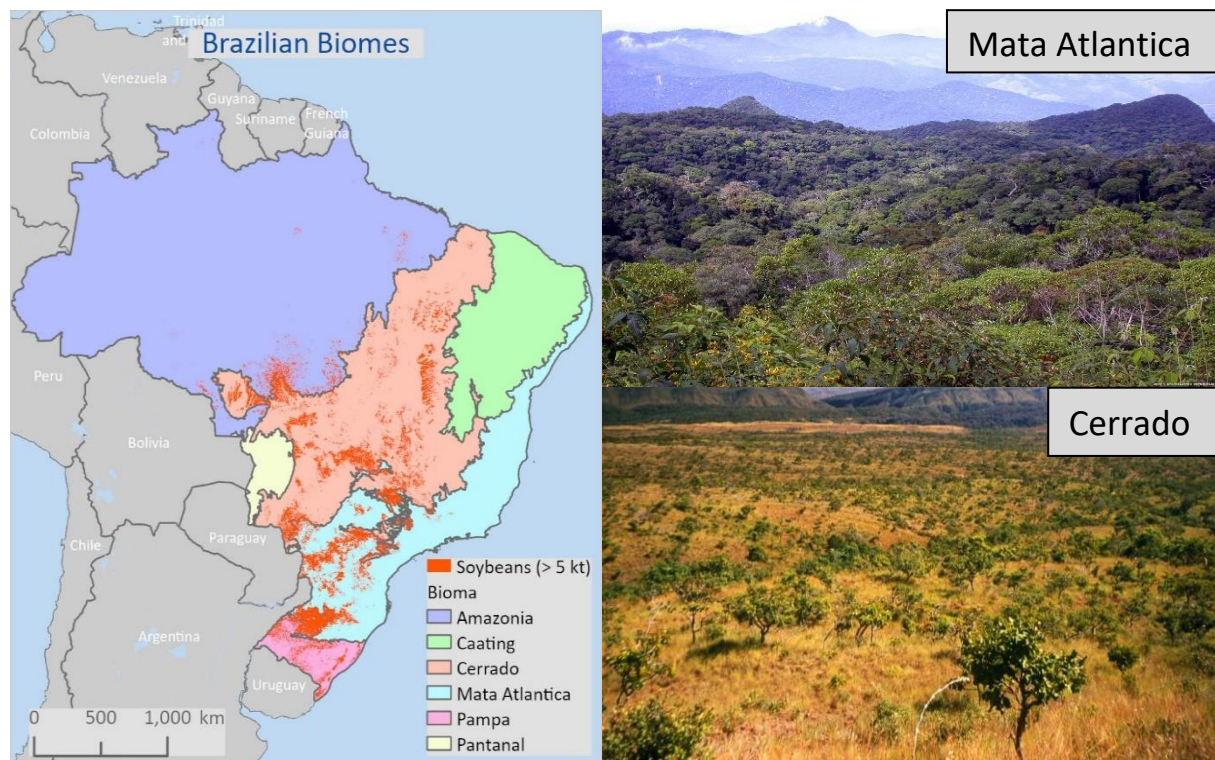 Brazilian Biomes
Trinidad
and
Venezuela
Guyana
Suriname
French
Guiana
Colombia
Peru
Bolivia
Paraguay
Chile
Argentina
Uruguay
Soybeans (> 5 kt)
Bioma
Amazonia
Caating
Cerrado
Mata Atlantica
Pampa
Pantanal
0 500 1,000 km
Mata Atlantica
Cerrado